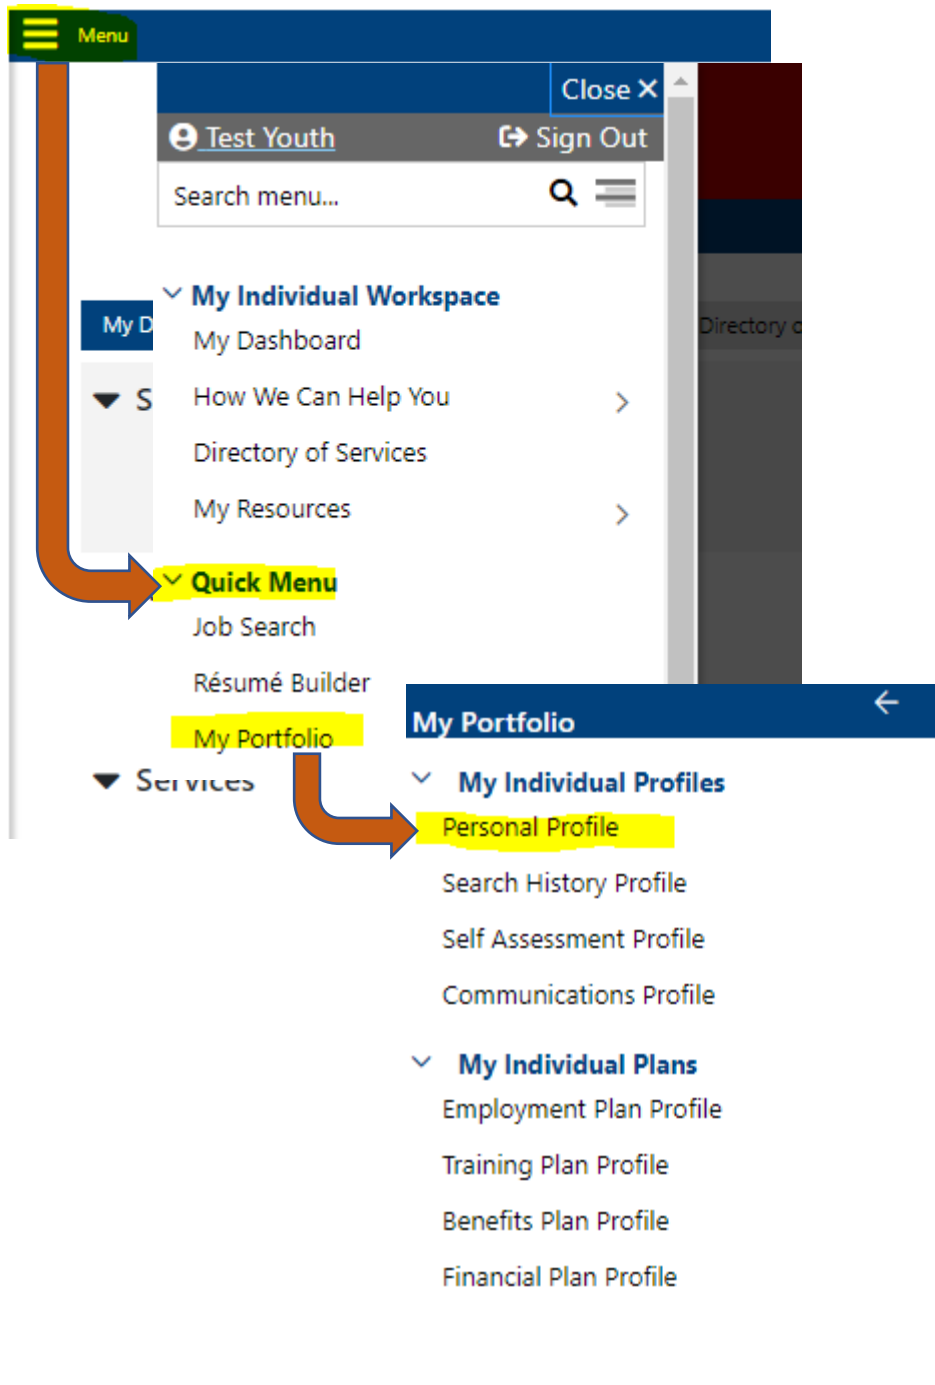 Menu
Close ×
Test Youth Sign Out
Search menu...
My Individual Workspace
My D
Directory o
My Dashboard
How We Can Help You
S
Directory of Services
My Resources
Quick Menu
Job Search
Résumé Builder
My Portfolio
Services
My Portfolio
My Individual Profiles
Personal Profile
Search History Profile
Self Assessment Profile
Communications Profile
My Individual Plans
Employment Plan Profile
Training Plan Profile
Benefits Plan Profile
Financial Plan Profile